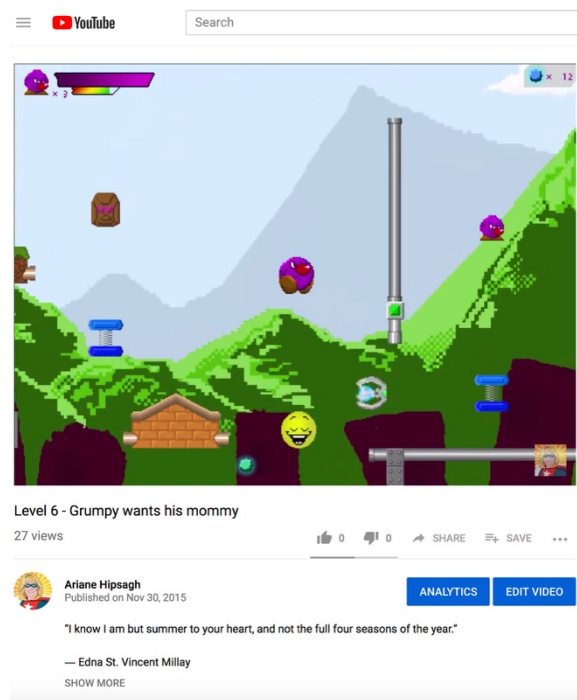 YouTube
Search
× 3
× 12
Level 6 - Grumpy wants his mommy
27 views
0
0
SHARE
SAVE
Ariane Hipsagh
Published on Nov 30, 2015
ANALYTICS
EDIT VIDEO
“I know I am but summer to your heart, and not the full four seasons of the year.”
— Edna St. Vincent Millay
SHOW MORE